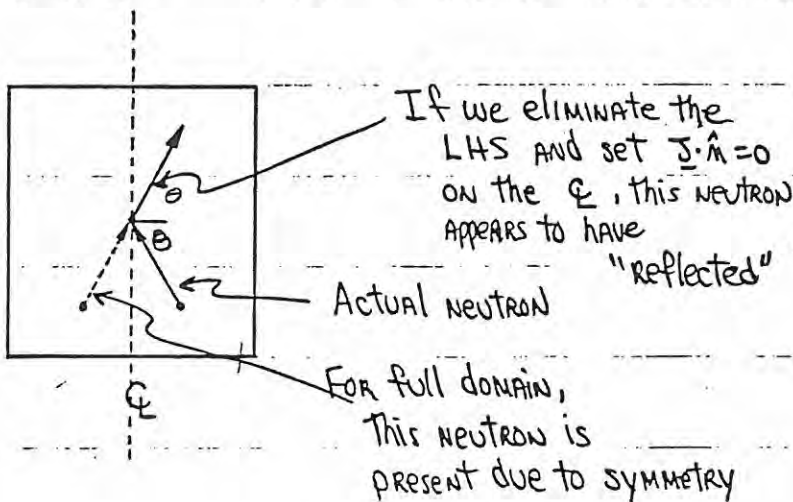 If we eliminate the
LHS AND set J·n̂=0
on the ℄, this neutron
appears to have
"Reflected"
θ
θ
Actual neutron
℄
For full domain,
This neutron is
present due to symmetry